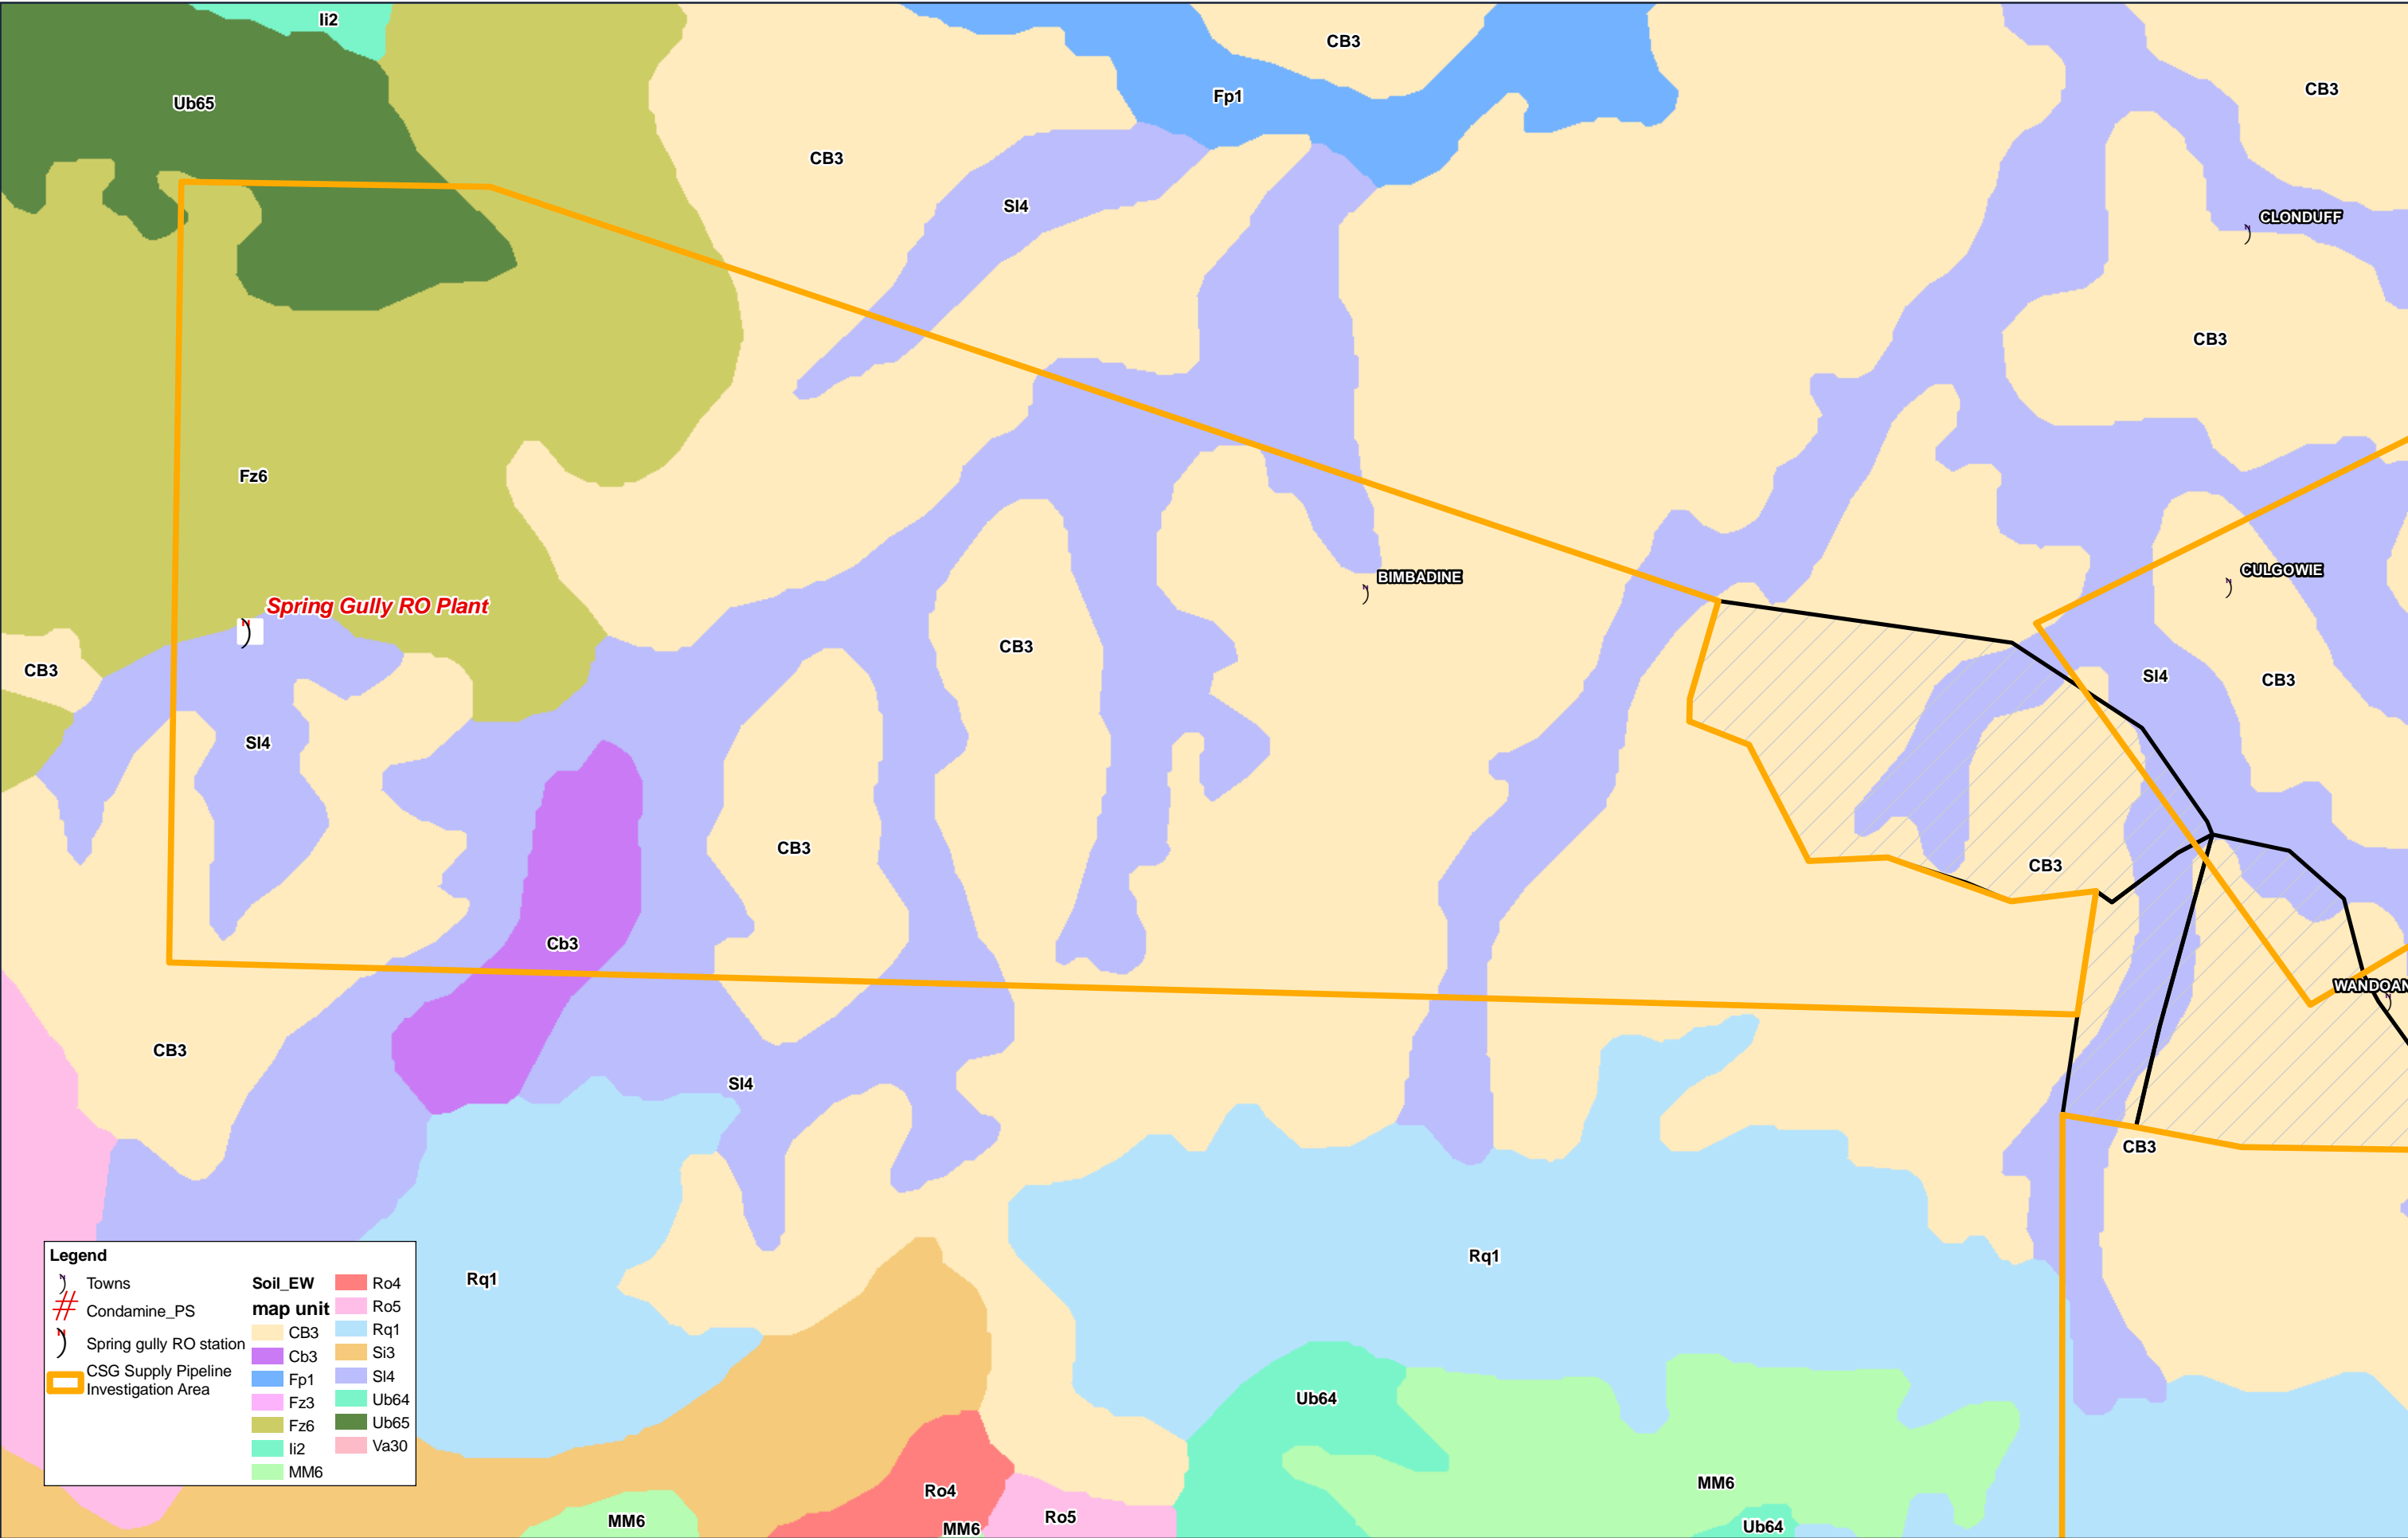 Ii2
CB3
CB3
Ub65
Fp1
CB3
Sl4
CLONDUFF
CB3
Fz6
CULGOWIE
BIMBADINE
Spring Gully RO Plant
CB3
CB3
Sl4
CB3
Sl4
CB3
CB3
Cb3
WANDOAN
CB3
Sl4
CB3
Rq1
Rq1
Ub64
MM6
Ro4
Ro5
MM6
MM6
Ub64
Legend
Towns
Condamine_PS
Spring gully RO station
CSG Supply Pipeline
Investigation Area
Soil_EW
map unit
CB3
Cb3
Fp1
Fz3
Fz6
Ii2
MM6
Ro4
Ro5
Rq1
Si3
Sl4
Ub64
Ub65
Va30